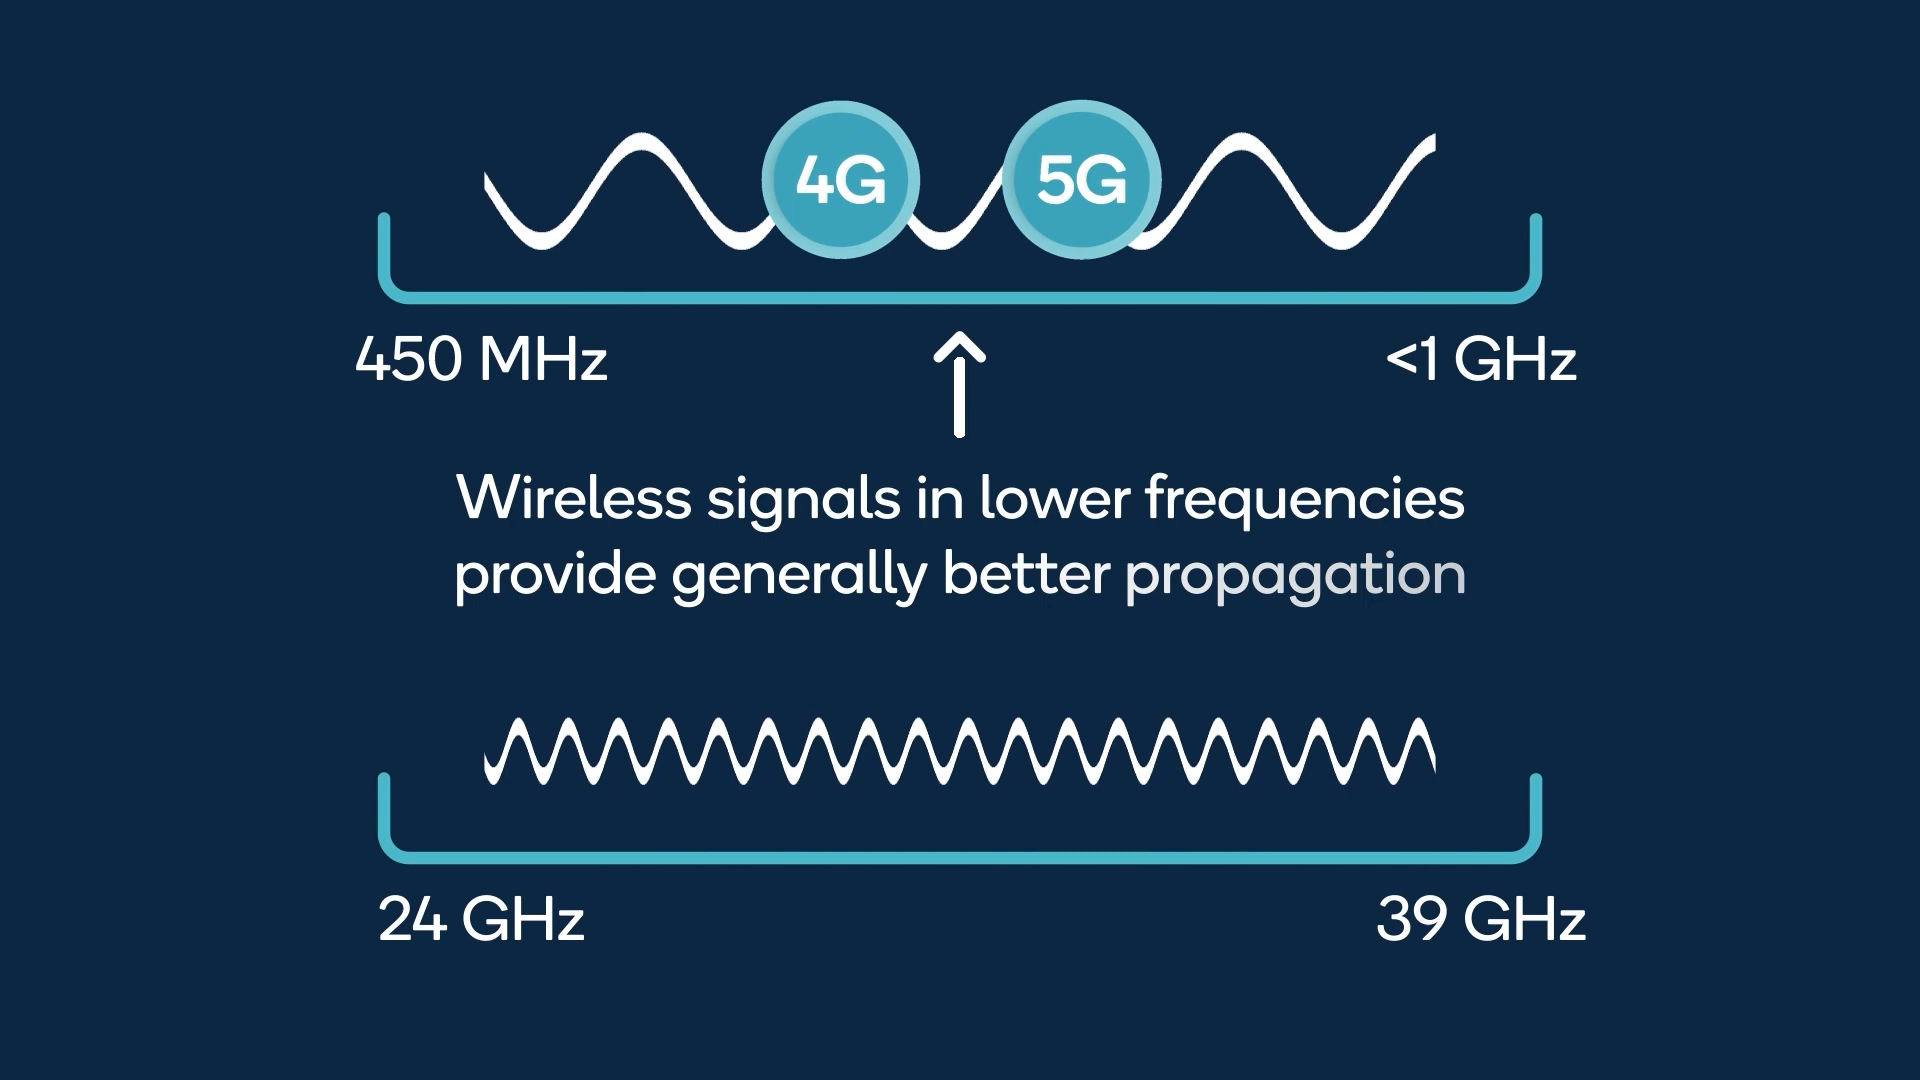 4G 5G
450 MHz <1 GHz
Wireless signals in lower frequencies
provide generally better propagation
24 GHz 39 GHz